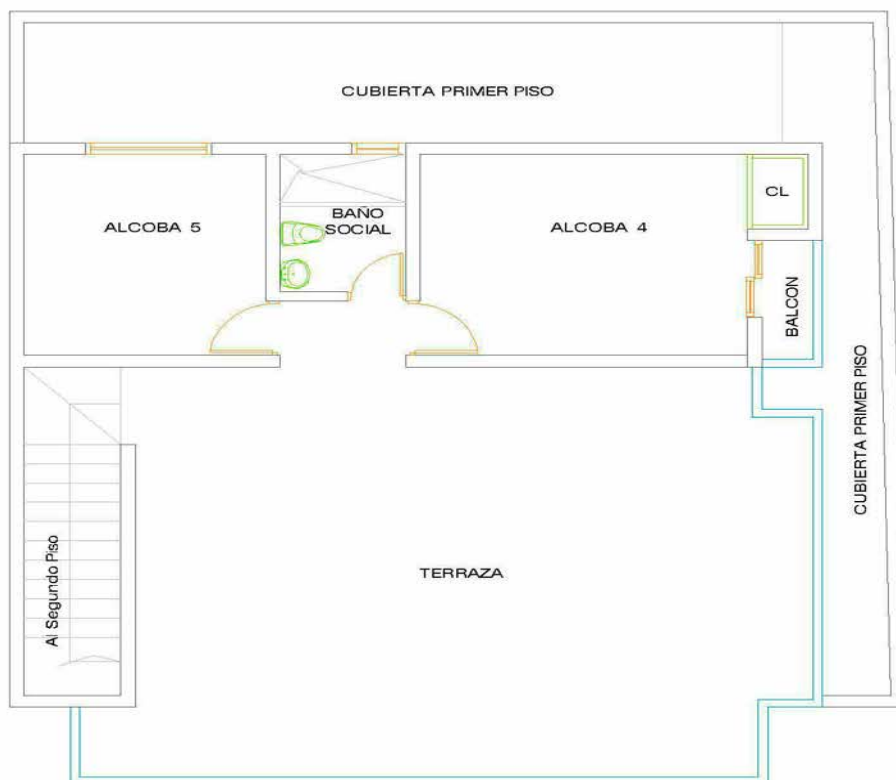 CUBIERTA PRIMER PISO
ALCOBA 5
BAÑO
SOCIAL
ALCOBA 4
CL
BALCON
CUBIERTA PRIMER PISO
Al Segundo Piso
TERRAZA